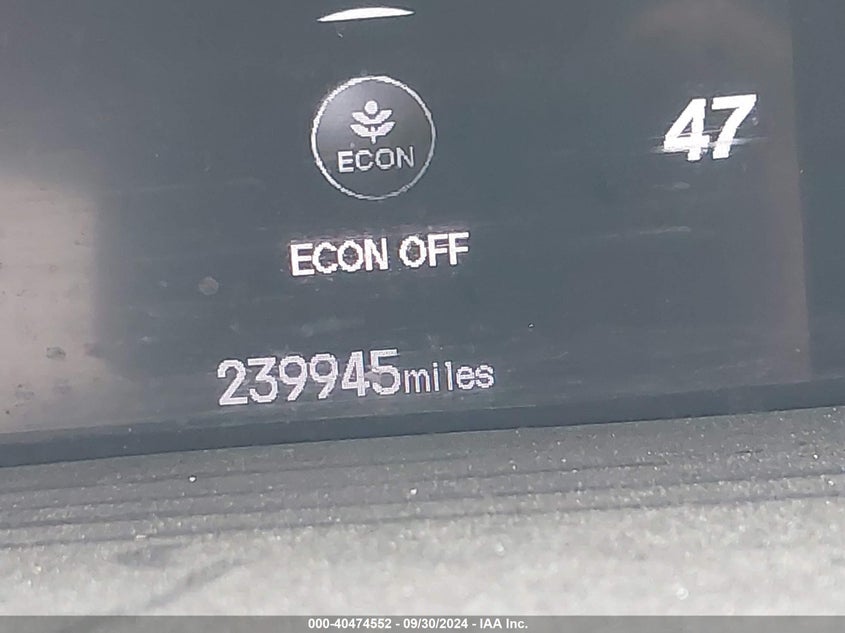 ECON
47
ECON OFF
239945miles
000-40474552 - 09/30/2024 - IAA Inc.